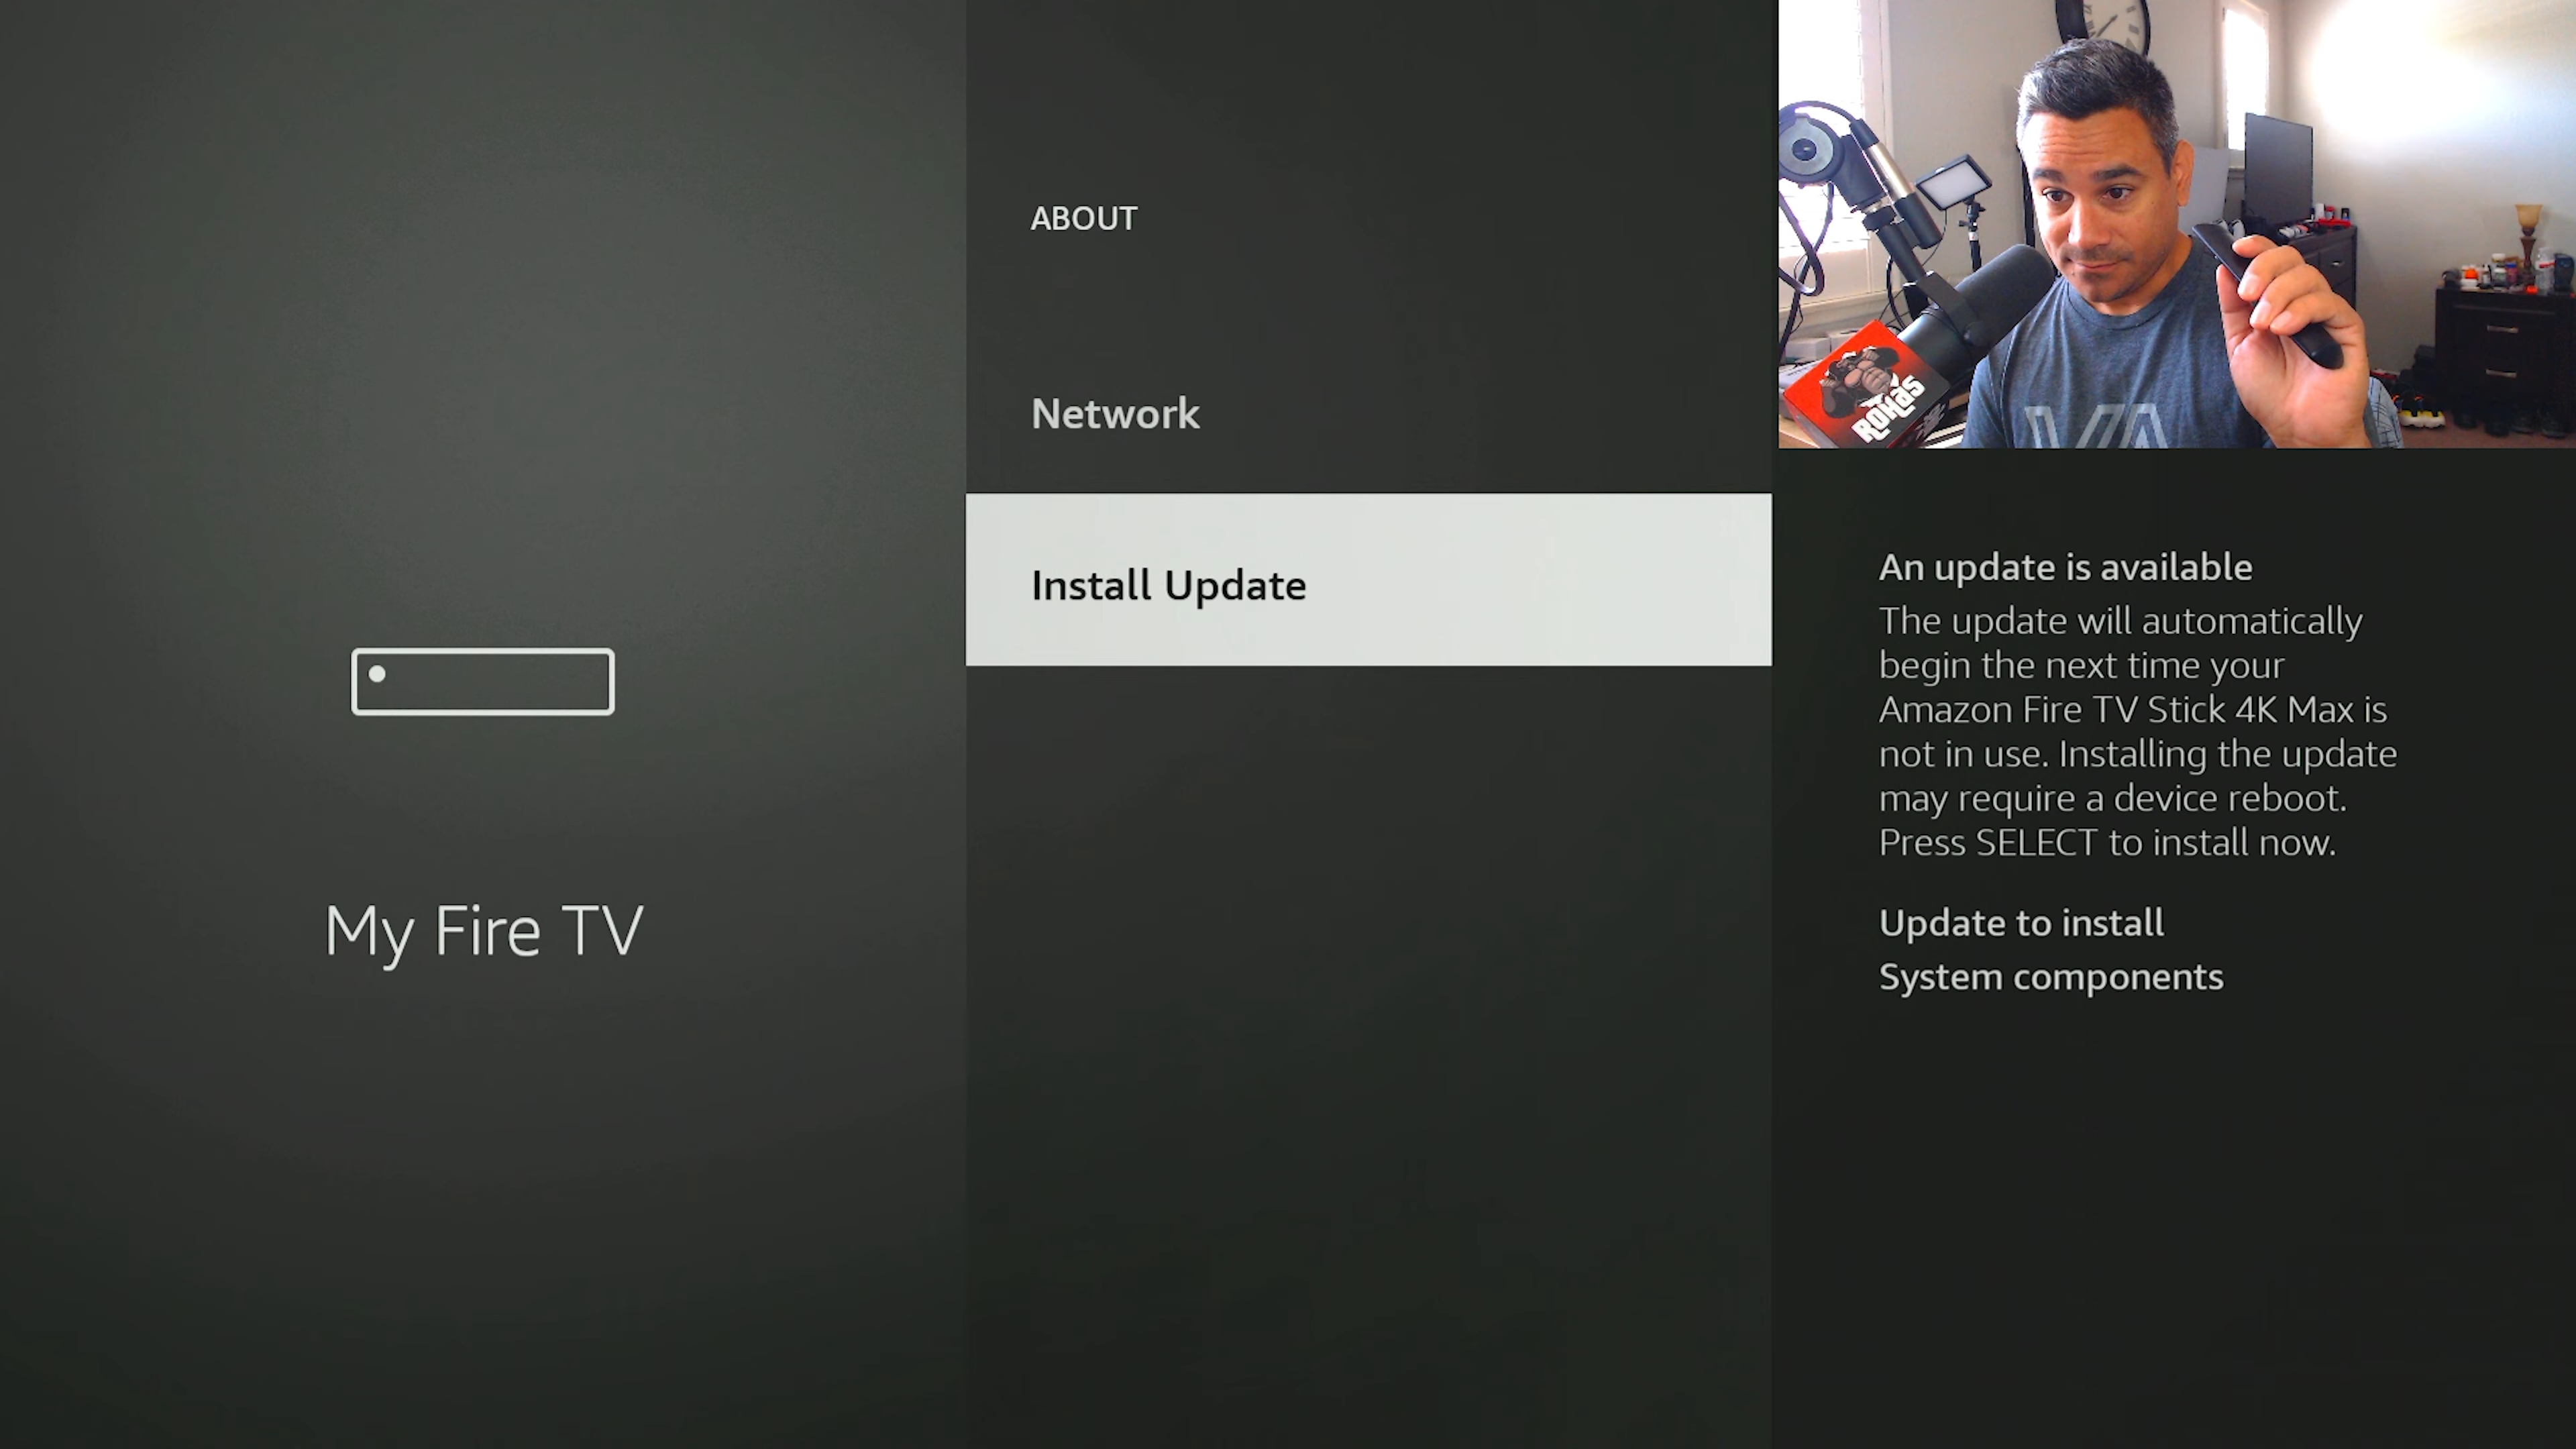 ABOUT
Network
Install Update
My Fire TV
An update is available
The update will automatically
begin the next time your
Amazon Fire TV Stick 4K Max is
not in use. Installing the update
may require a device reboot.
Press SELECT to install now.
Update to install
System components
ROKAS